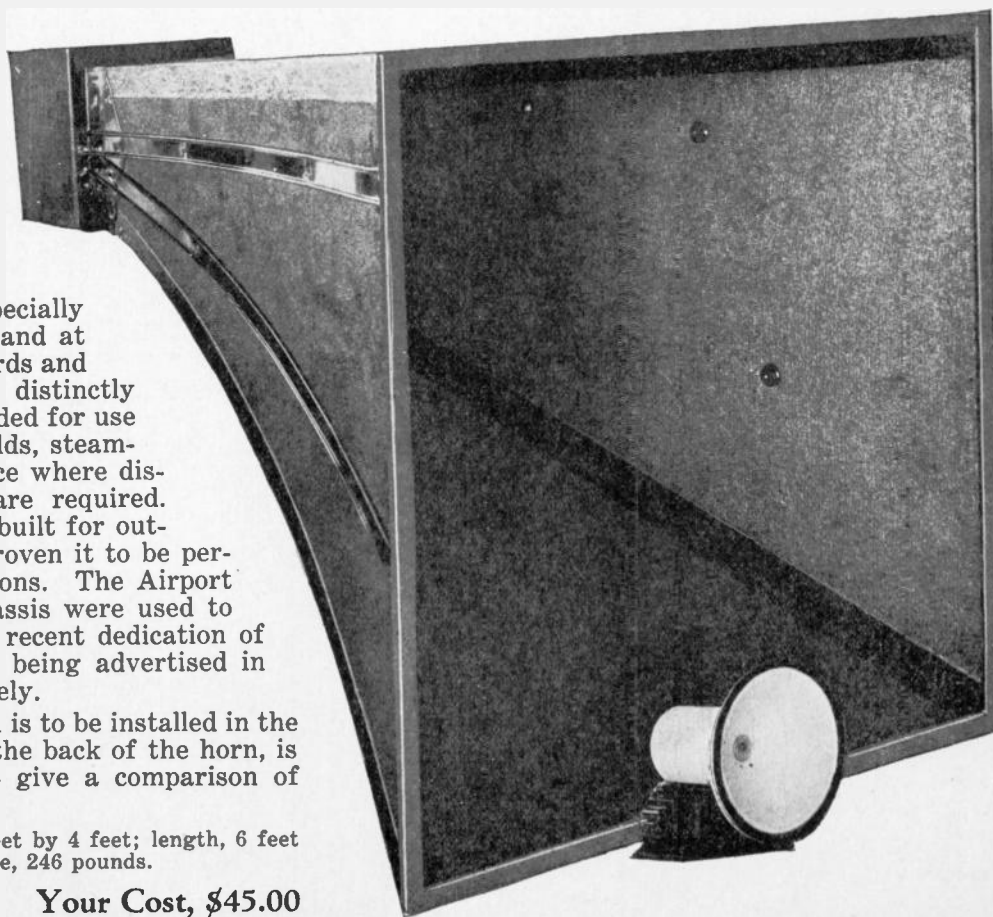 pecially
and at
rds and
distinctly
ded for use
lds, steam-
ce where dis-
are required.
built for out-
roven it to be per-
ons. The Airport
assis were used to
recent dedication of
being advertised in
ely.
is to be installed in the
the back of the horn, is
give a comparison of
et by 4 feet; length, 6 feet
e, 246 pounds.
Your Cost, $45.00